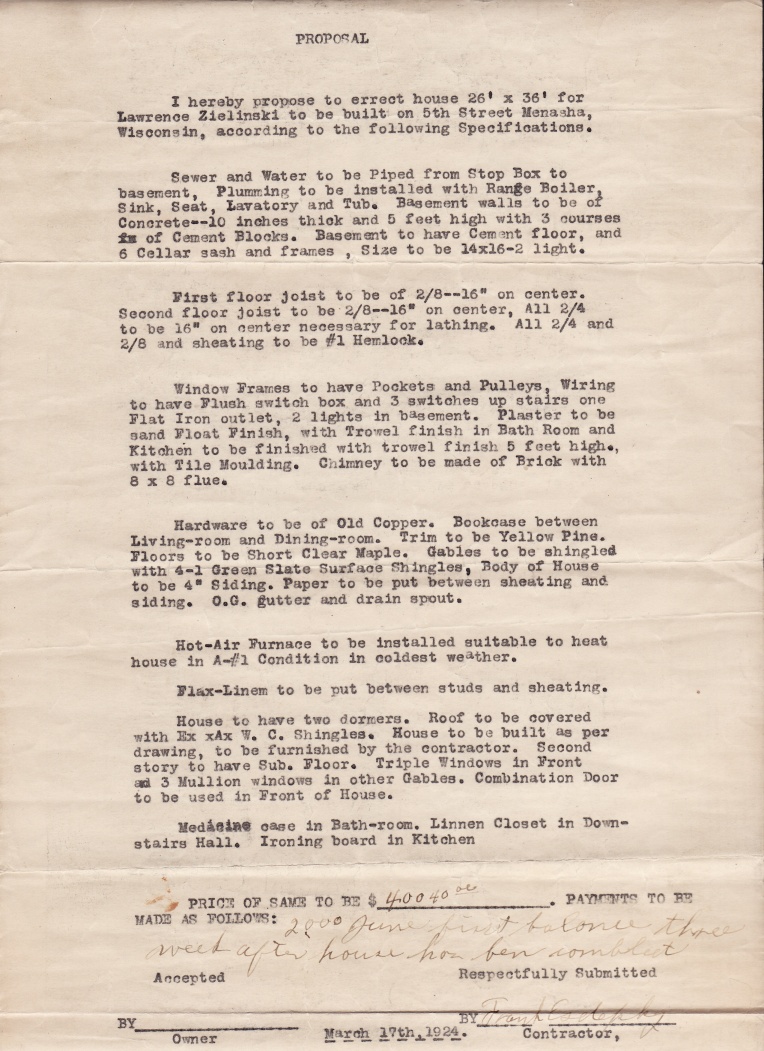 PROPOSAL
I hereby propose to errect house 26' x 36' for
Lawrence Zielinski to be built on 5th Street Menasha,
Wisconsin, according to the following Specifications.
Sewer and Water to be Piped from Stop Box to
basement, Plumming to be installed with Range Boiler,
Sink, Seat, Lavatory and Tub. Basement walls to be of
Concrete--10 inches thick and 5 feet high with 3 courses
of Cement Blocks. Basement to have Cement floor, and
6 Cellar sash and frames , Size to be 14x16-2 light.
First floor joist to be of 2/8--16" on center.
Second floor joist to be 2/8--16" on center, All 2/4
to be 16" on center necessary for lathing. All 2/4 and
2/8 and sheating to be #1 Hemlock.
Window Frames to have Pockets and Pulleys, Wiring
to have Flush switch box and 3 switches up stairs one
Flat Iron outlet, 2 lights in basement. Plaster to be
sand Float Finish, with Trowel finish in Bath Room and
Kitchen to be finished with trowel finish 5 feet high.,
with Tile Moulding. Chimney to be made of Brick with
8 x 8 flue.
Hardware to be of Old Copper. Bookcase between
Living-room and Dining-room. Trim to be Yellow Pine.
Floors to be Short Clear Maple. Gables to be shingled
with 4-1 Green Slate Surface Shingles, Body of House
to be 4" Siding. Paper to be put between sheating and
siding. O.G. gutter and drain spout.
Hot-Air Furnace to be installed suitable to heat
house in A-#1 Condition in coldest weather.
Flax-Linem to be put between studs and sheating.
House to have two dormers. Roof to be covered
with Ex xAx W. C. Shingles. House to be built as per
drawing, to be furnished by the contractor. Second
story to have Sub. Floor. Triple Windows in Front
ad 3 Mullion windows in other Gables. Combination Door
to be used in Front of House.
Medicine case in Bath-room. Linnen Closet in Down-
stairs Hall. Ironing board in Kitchen
PRICE OF SAME TO BE $ 40040 00. PAYMENTS TO BE
MADE AS FOLLOWS: 2000 June first balance three
week after house has ben
Accepted Respectfully Submitted
BY BY Frank
Owner March 17th, 1924. Contractor,